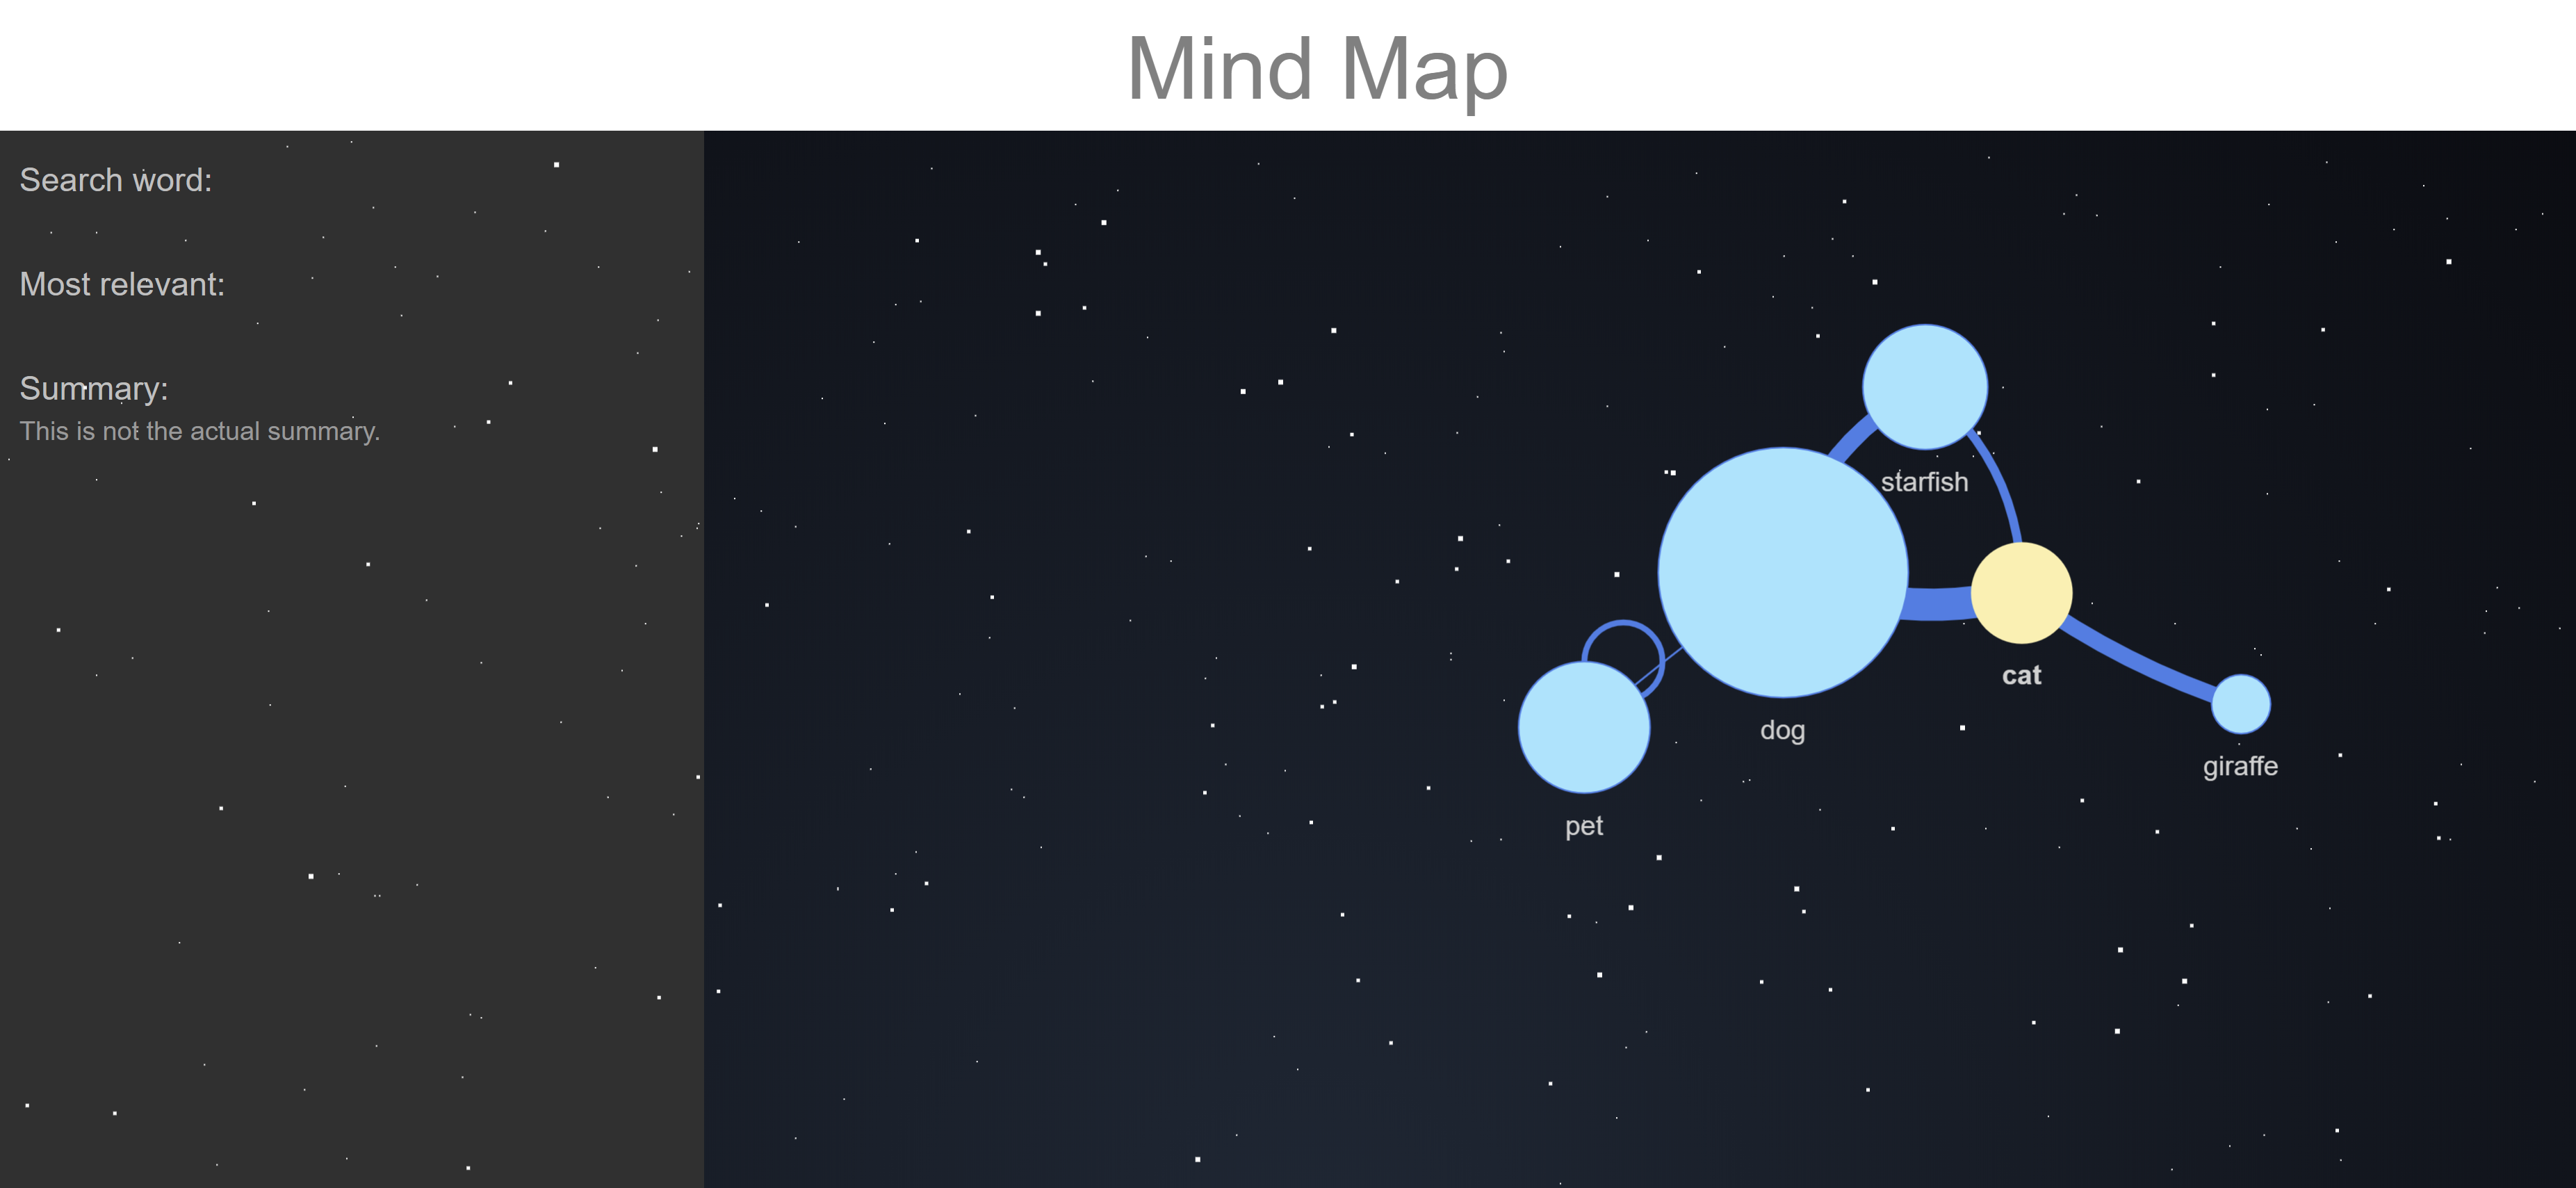 Mind Map
Search word:
Most relevant:
Summary:
This is not the actual summary.
starfish
cat
dog
giraffe
pet